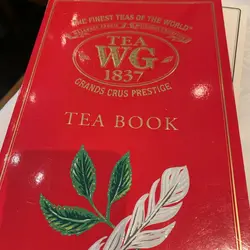 THE FINEST TEAS OF THE WORLD®
TEA
WG
1837
GRANDS CRUS PRESTIGE
TEA BOOK